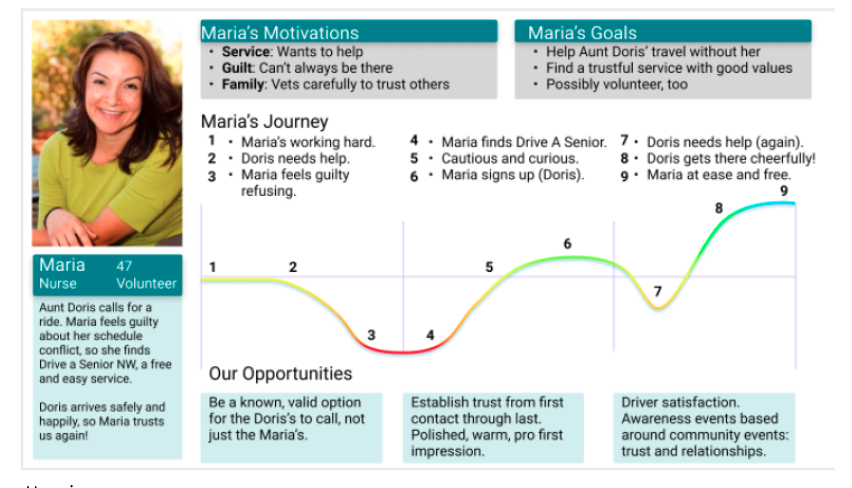 Maria's Motivations
• Service: Wants to help
• Guilt: Can't always be there
• Family: Vets carefully to trust others
Maria's Goals
• Help Aunt Doris' travel without her
• Find a trustful service with good values
• Possibly volunteer, too
Maria 47
Nurse Volunteer
Aunt Doris calls for a
ride. Maria feels guilty
about her schedule
conflict, so she finds
Drive a Senior NW, a free
and easy service.
Doris arrives safely and
happily, so Maria trusts
us again!
Maria's Journey
1 • Maria's working hard.
2 • Doris needs help.
3 • Maria feels guilty
refusing.
4 • Maria finds Drive A Senior.
5 • Cautious and curious.
6 • Maria signs up (Doris).
7 • Doris needs help (again).
8 • Doris gets there cheerfully!
9 • Maria at ease and free.
1
2
3
4
5
6
7
8
9
Our Opportunities
Be a known, valid option
for the Doris's to call, not
just the Maria's.
Establish trust from first
contact through last.
Polished, warm, pro first
impression.
Driver satisfaction.
Awareness events based
around community events:
trust and relationships.